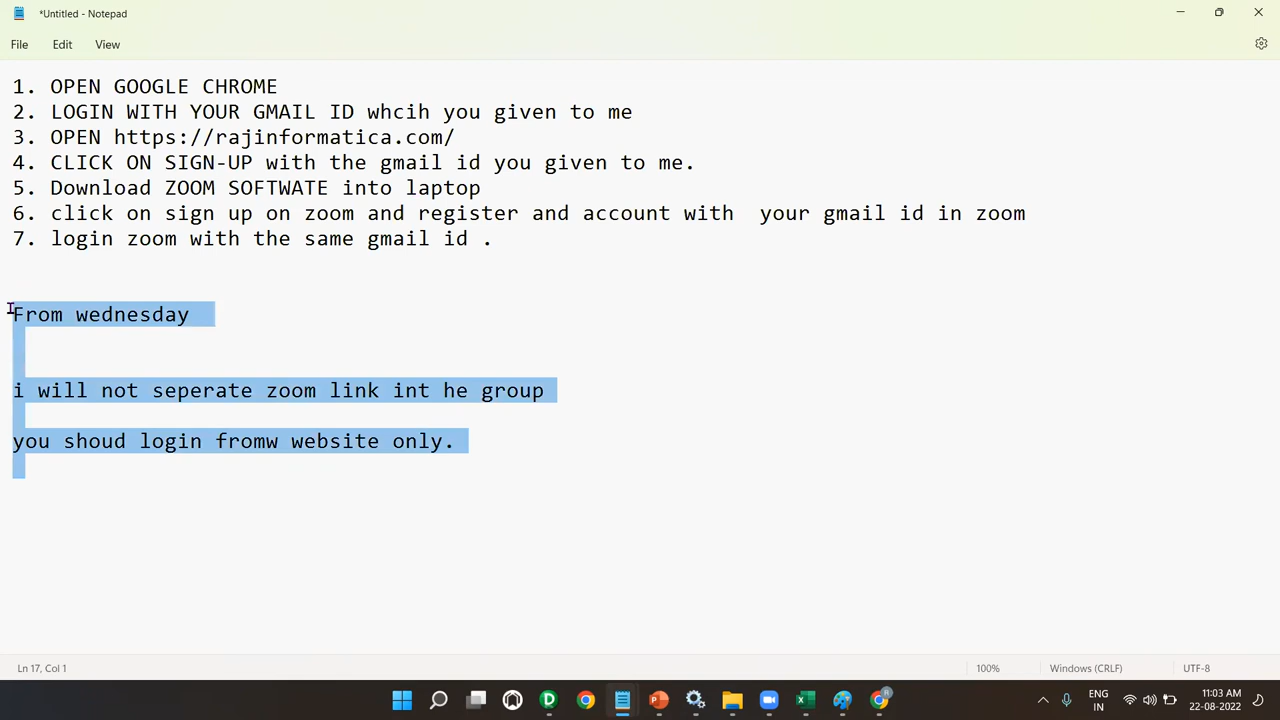 *Untitled - Notepad
File Edit View
1. OPEN GOOGLE CHROME
2. LOGIN WITH YOUR GMAIL ID whcih you given to me
3. OPEN https://rajinformatica.com/
4. CLICK ON SIGN-UP with the gmail id you given to me.
5. Download ZOOM SOFTWATE into laptop
6. click on sign up on zoom and register and account with  your gmail id in zoom
7. login zoom with the same gmail id .
From wednesday
i will not seperate zoom link int he group
you shoud login fromw website only.
Ln 17, Col 1 100% Windows (CRLF) UTF-8
ENG 11:03 AM
IN 22-08-2022